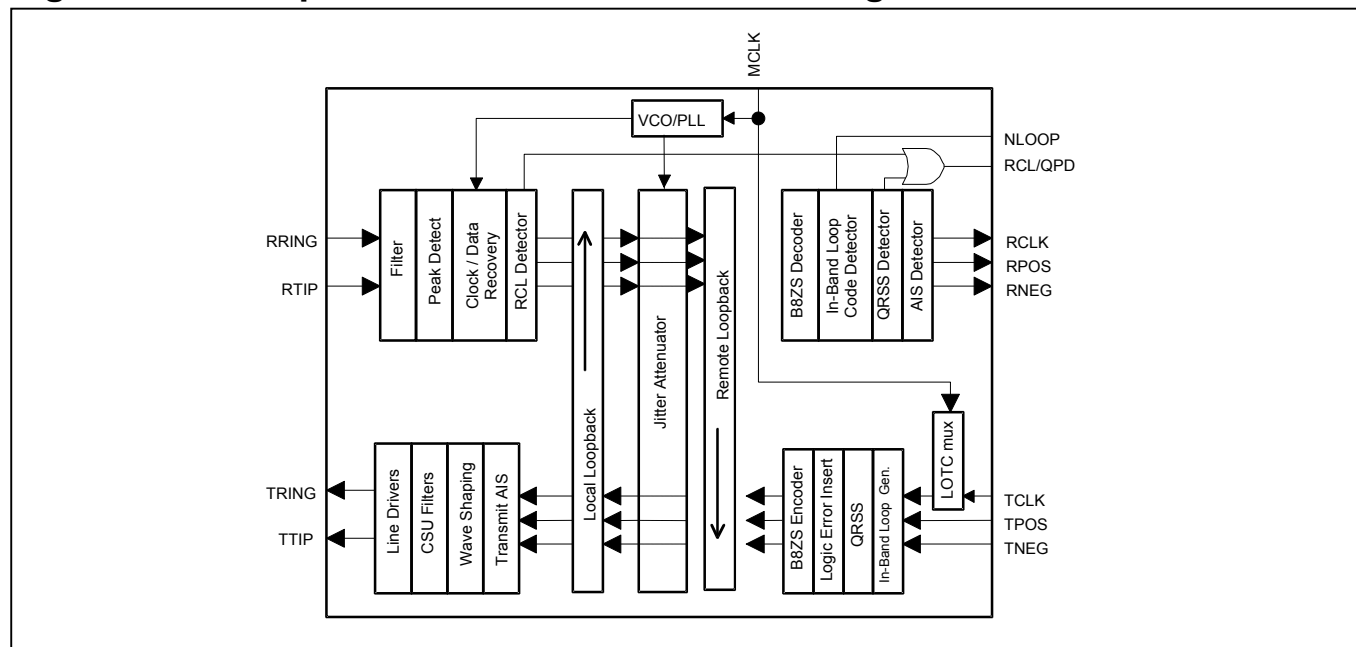 MCLK
VCO/PLL
NLOOP
RCL/QPD
RRING
RTIP
Filter
Peak Detect
Clock / Data
Recovery
RCL Detector
Local Loopback
Jitter Attenuator
Remote Loopback
B8ZS Decoder
In-Band Loop
Code Detector
QRSS Detector
AIS Detector
RCLK
RPOS
RNEG
TRING
TTIP
Line Drivers
CSU Filters
Wave Shaping
Transmit AIS
B8ZS Encoder
Logic Error Insert
QRSS
In-Band Loop Gen.
LOTC mux
TCLK
TPOS
TNEG